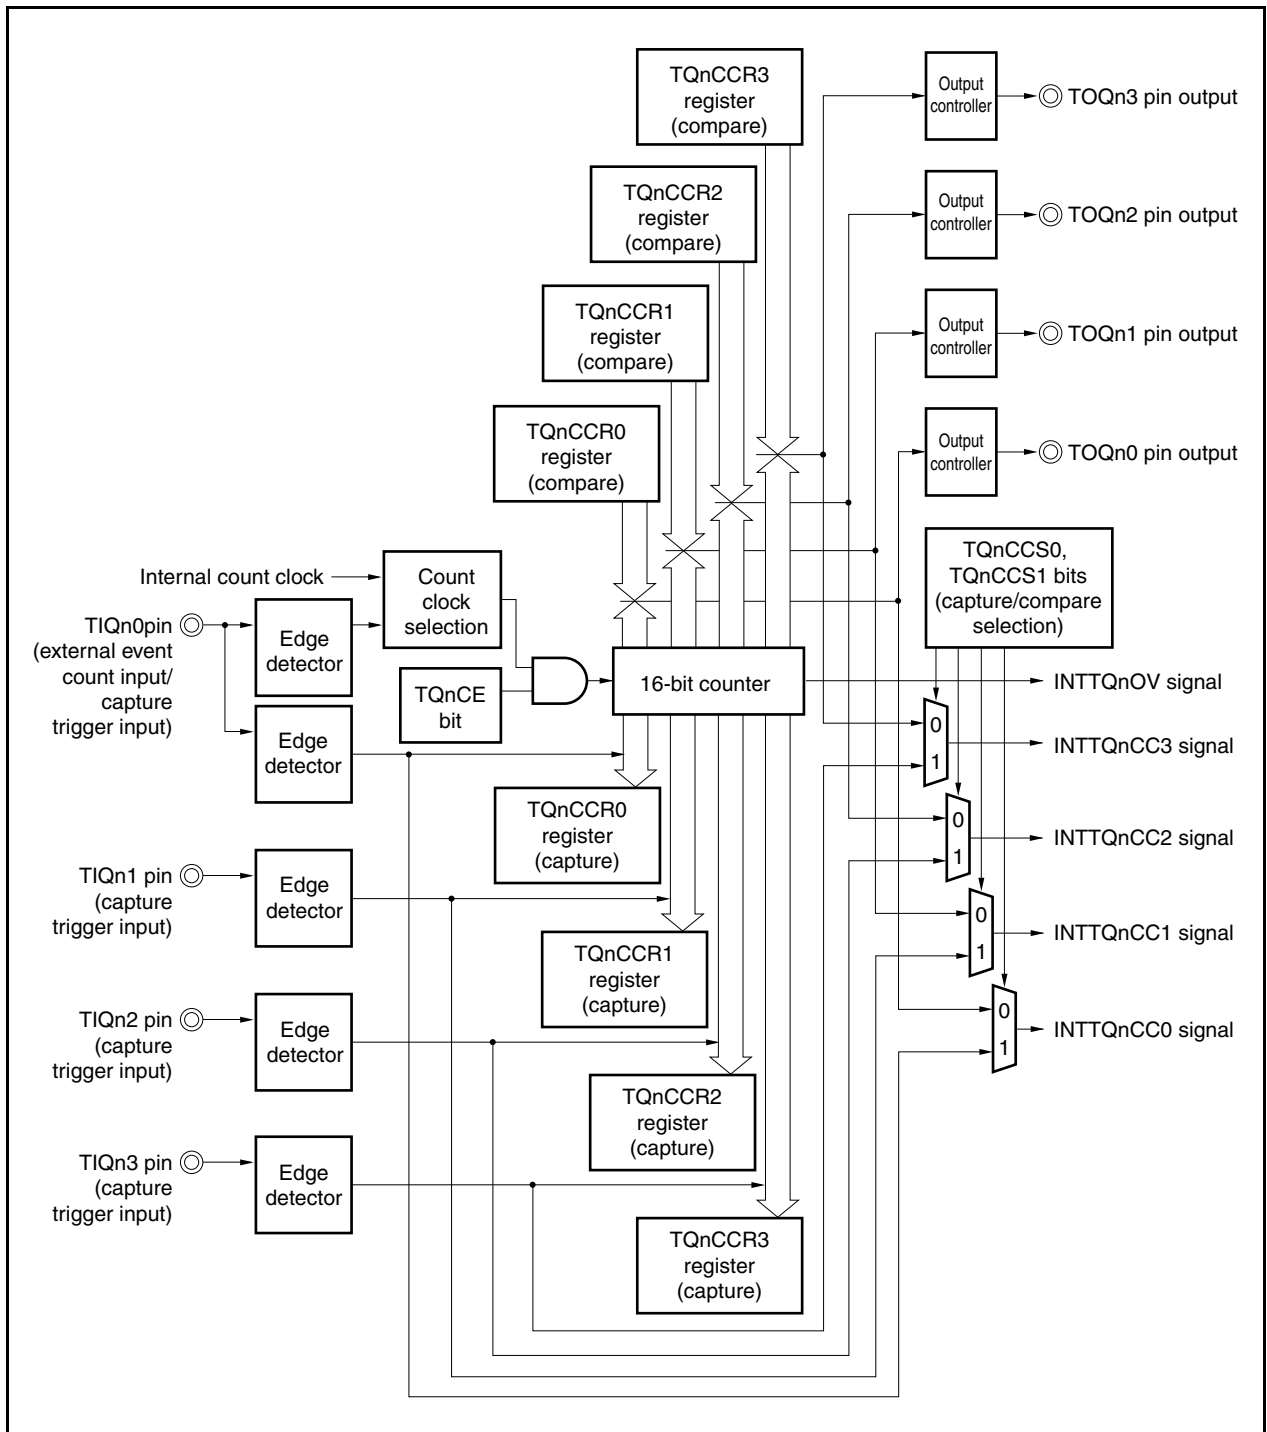 TQnCCR3
register
(compare)
Output
controller
TOQn3 pin output
TQnCCR2
register
(compare)
Output
controller
TOQn2 pin output
TQnCCR1
register
(compare)
Output
controller
TOQn1 pin output
TQnCCR0
register
(compare)
Output
controller
TOQn0 pin output
TQnCCS0,
TQnCCS1 bits
(capture/compare
selection)
Internal count clock
Count
clock
selection
TIQn0pin
(external event
count input/
capture
trigger input)
Edge
detector
TQnCE
bit
16-bit counter
INTTQnOV signal
Edge
detector
0
1
INTTQnCC3 signal
TQnCCR0
register
(capture)
0
1
INTTQnCC2 signal
TIQn1 pin
(capture
trigger input)
Edge
detector
0
1
INTTQnCC1 signal
TQnCCR1
register
(capture)
0
1
INTTQnCC0 signal
TIQn2 pin
(capture
trigger input)
Edge
detector
TQnCCR2
register
(capture)
TIQn3 pin
(capture
trigger input)
Edge
detector
TQnCCR3
register
(capture)